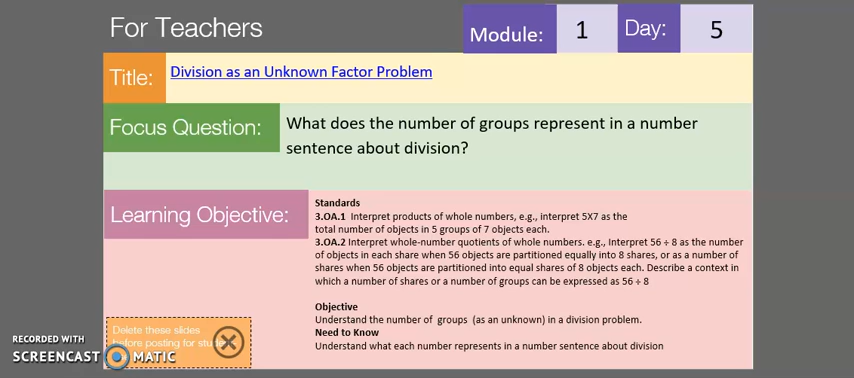 For Teachers
Module: 1 Day: 5
Title: Division as an Unknown Factor Problem
Focus Question: What does the number of groups represent in a number
sentence about division?
Learning Objective:
Standards
3.OA.1 Interpret products of whole numbers, e.g., interpret 5X7 as the
total number of objects in 5 groups of 7 objects each.
3.OA.2 Interpret whole-number quotients of whole numbers. e.g., Interpret 56 ÷ 8 as the number
of objects in each share when 56 objects are partitioned equally into 8 shares, or as a number of
shares when 56 objects are partitioned into equal shares of 8 objects each. Describe a context in
which a number of shares or a number of groups can be expressed as 56 ÷ 8
Objective
Understand the number of groups (as an unknown) in a division problem.
Need to Know
Understand what each number represents in a number sentence about division
Delete these slides
before posting for
RECORDED WITH
SCREENCAST MATIC